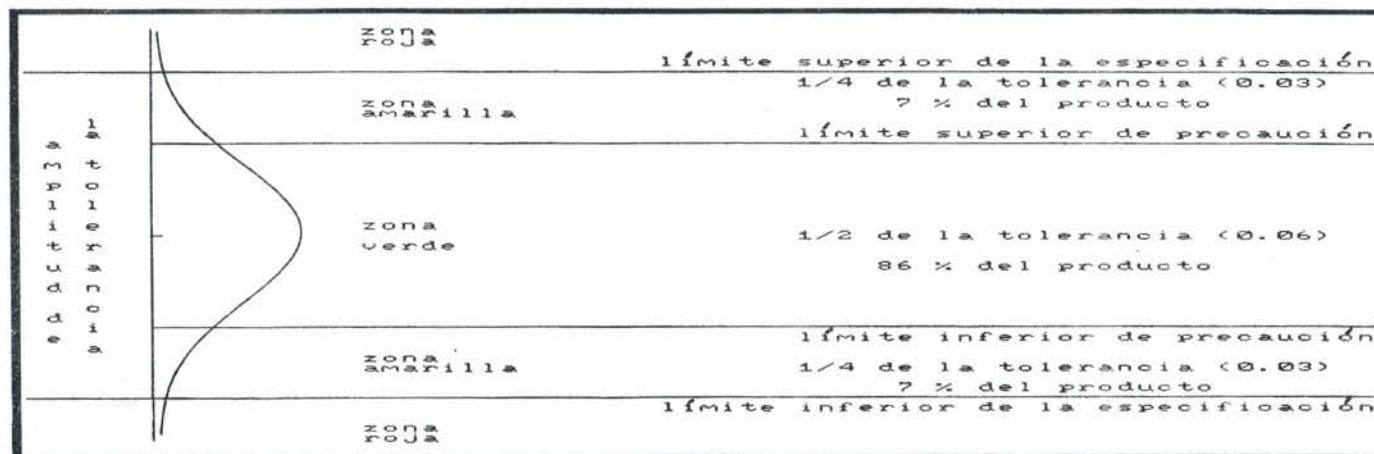 zona
roja
límite superior de la especificación
1/4 de la tolerancia (0.03)
zona
amarilla
7 % del producto
límite superior de precaución
amplitud de
la tolerancia
zona
verde
1/2 de la tolerancia (0.06)
86 % del producto
límite inferior de precaución
zona
amarilla
1/4 de la tolerancia (0.03)
7 % del producto
límite inferior de la especificación
zona
roja